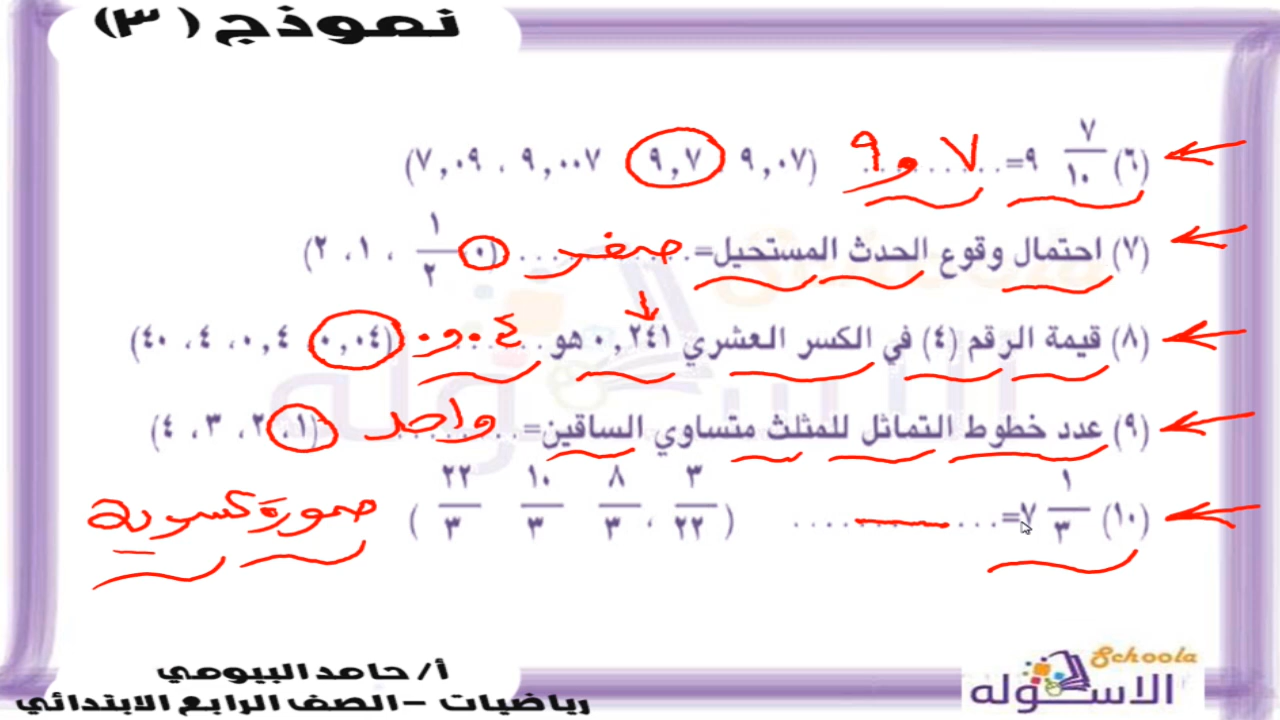 نموذج (٣)
(٦) ٩ ٧/١٠ = ......... ٩,٧ (٩,٠٧ ٩,٧ ٩,٠٠٧ ، ٧,٠٩)
(٧) احتمال وقوع الحدث المستحيل= ......... صفر (٠ ١/٢ ، ١، ٢)
(٨) قيمة الرقم (٤) في الكسر العشري ٠,٢٤١ هو ....... ٠,٠٤ (٠,٠٤ ٠,٤ ، ٤، ٤٠)
(٩) عدد خطوط التماثل للمثلث متساوي الساقين= ........ واحد (١، ٢، ٣، ٤)
(١٠) ٧ ١/٣ = ............ (٣/٢٢ ، ٨/٣ ١٠/٣ ٢٢/٣) صورة كسرية
أ/ حامد البيومي
رياضيات - الصف الرابع الابتدائي
Schoola
الاسكوله